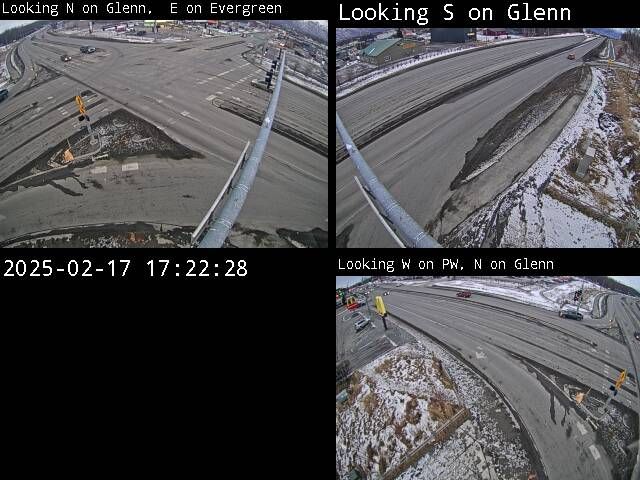 Looking N on Glenn,  E on Evergreen
Looking S on Glenn
2025-02-17 17:22:28
Looking W on PW, N on Glenn